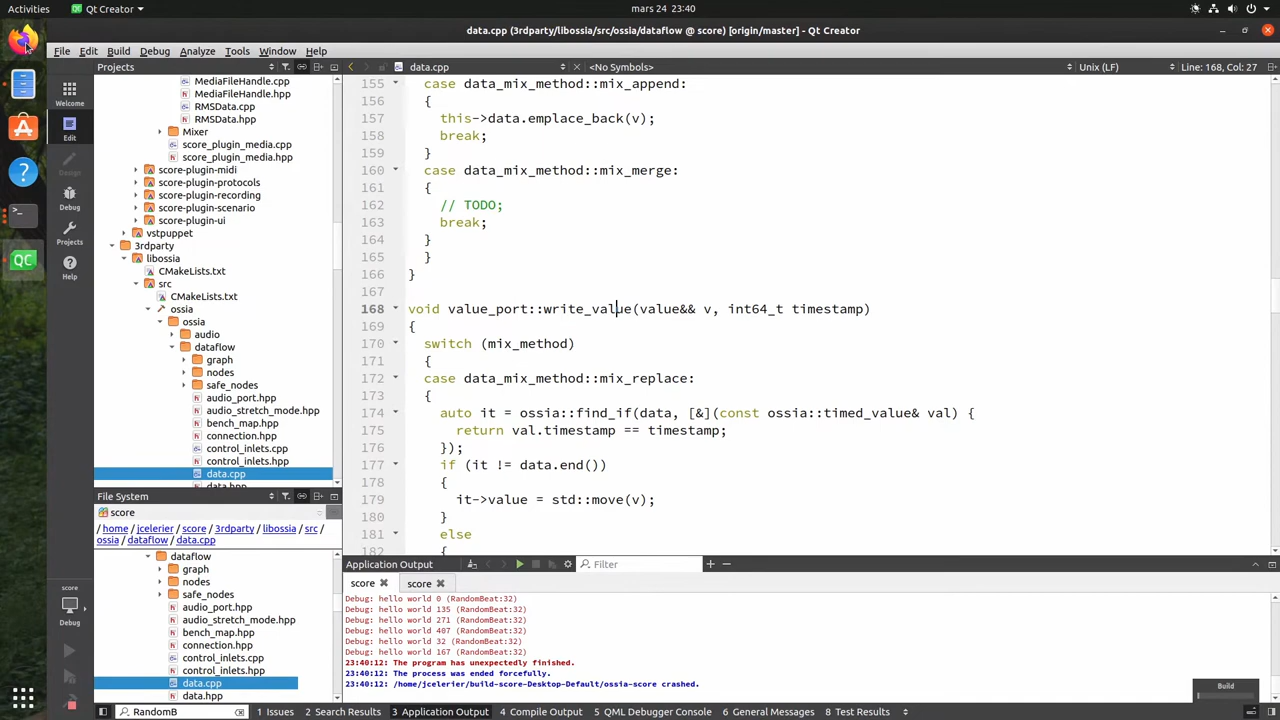 Activities
Qt Creator
mars 24  23:40
data.cpp (3rdparty/libossia/src/ossia/dataflow @ score) [origin/master] - Qt Creator
File Edit Build Debug Analyze Tools Window Help
Projects
data.cpp
<No Symbols>
Unix (LF)
Line: 168, Col: 27
Welcome
Edit
Design
Debug
Projects
Help
score
Debug
MediaFileHandle.cpp
MediaFileHandle.hpp
RMSData.cpp
RMSData.hpp
Mixer
score_plugin_media.cpp
score_plugin_media.hpp
score-plugin-midi
score-plugin-protocols
score-plugin-recording
score-plugin-scenario
score-plugin-ui
vstpuppet
3rdparty
libossia
CMakeLists.txt
src
CMakeLists.txt
ossia
ossia
audio
dataflow
graph
nodes
safe_nodes
audio_port.hpp
audio_stretch_mode.hpp
bench_map.hpp
connection.hpp
control_inlets.cpp
control_inlets.hpp
data.cpp
data.hpp
File System
score
/ home / jcelerier / score / 3rdparty / libossia / src /
ossia / dataflow / data.cpp
dataflow
graph
nodes
safe_nodes
audio_port.hpp
audio_stretch_mode.hpp
bench_map.hpp
connection.hpp
control_inlets.cpp
control_inlets.hpp
data.cpp
data.hpp
155 case data_mix_method::mix_append:
156 {
157 this->data.emplace_back(v);
158 break;
159 }
160 case data_mix_method::mix_merge:
161 {
162 // TODO;
163 break;
164 }
165 }
166 }
167
168 void value_port::write_value(value&& v, int64_t timestamp)
169 {
170 switch (mix_method)
171 {
172 case data_mix_method::mix_replace:
173 {
174 auto it = ossia::find_if(data, [&](const ossia::timed_value& val) {
175 return val.timestamp == timestamp;
176 });
177 if (it != data.end())
178 {
179 it->value = std::move(v);
180 }
181 else
182 {
Application Output
Filter
score
score
Debug: hello world 0 (RandomBeat:32)
Debug: hello world 135 (RandomBeat:32)
Debug: hello world 271 (RandomBeat:32)
Debug: hello world 407 (RandomBeat:32)
Debug: hello world 32 (RandomBeat:32)
Debug: hello world 167 (RandomBeat:32)
23:40:12: The program has unexpectedly finished.
23:40:12: The process was ended forcefully.
23:40:12: /home/jcelerier/build-score-Desktop-Default/ossia-score crashed.
Build
RandomB
1 Issues 2 Search Results 3 Application Output 4 Compile Output 5 QML Debugger Console 6 General Messages 8 Test Results